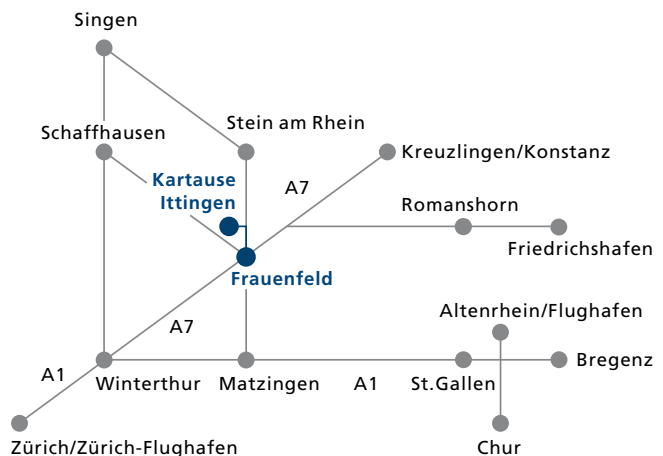 Singen
Schaffhausen
Stein am Rhein
Kreuzlingen/Konstanz
Kartause
Ittingen
A7
Romanshorn
Friedrichshafen
Frauenfeld
A7
Altenrhein/Flughafen
A1
Winterthur
Matzingen
A1
St.Gallen
Bregenz
Zürich/Zürich-Flughafen
Chur